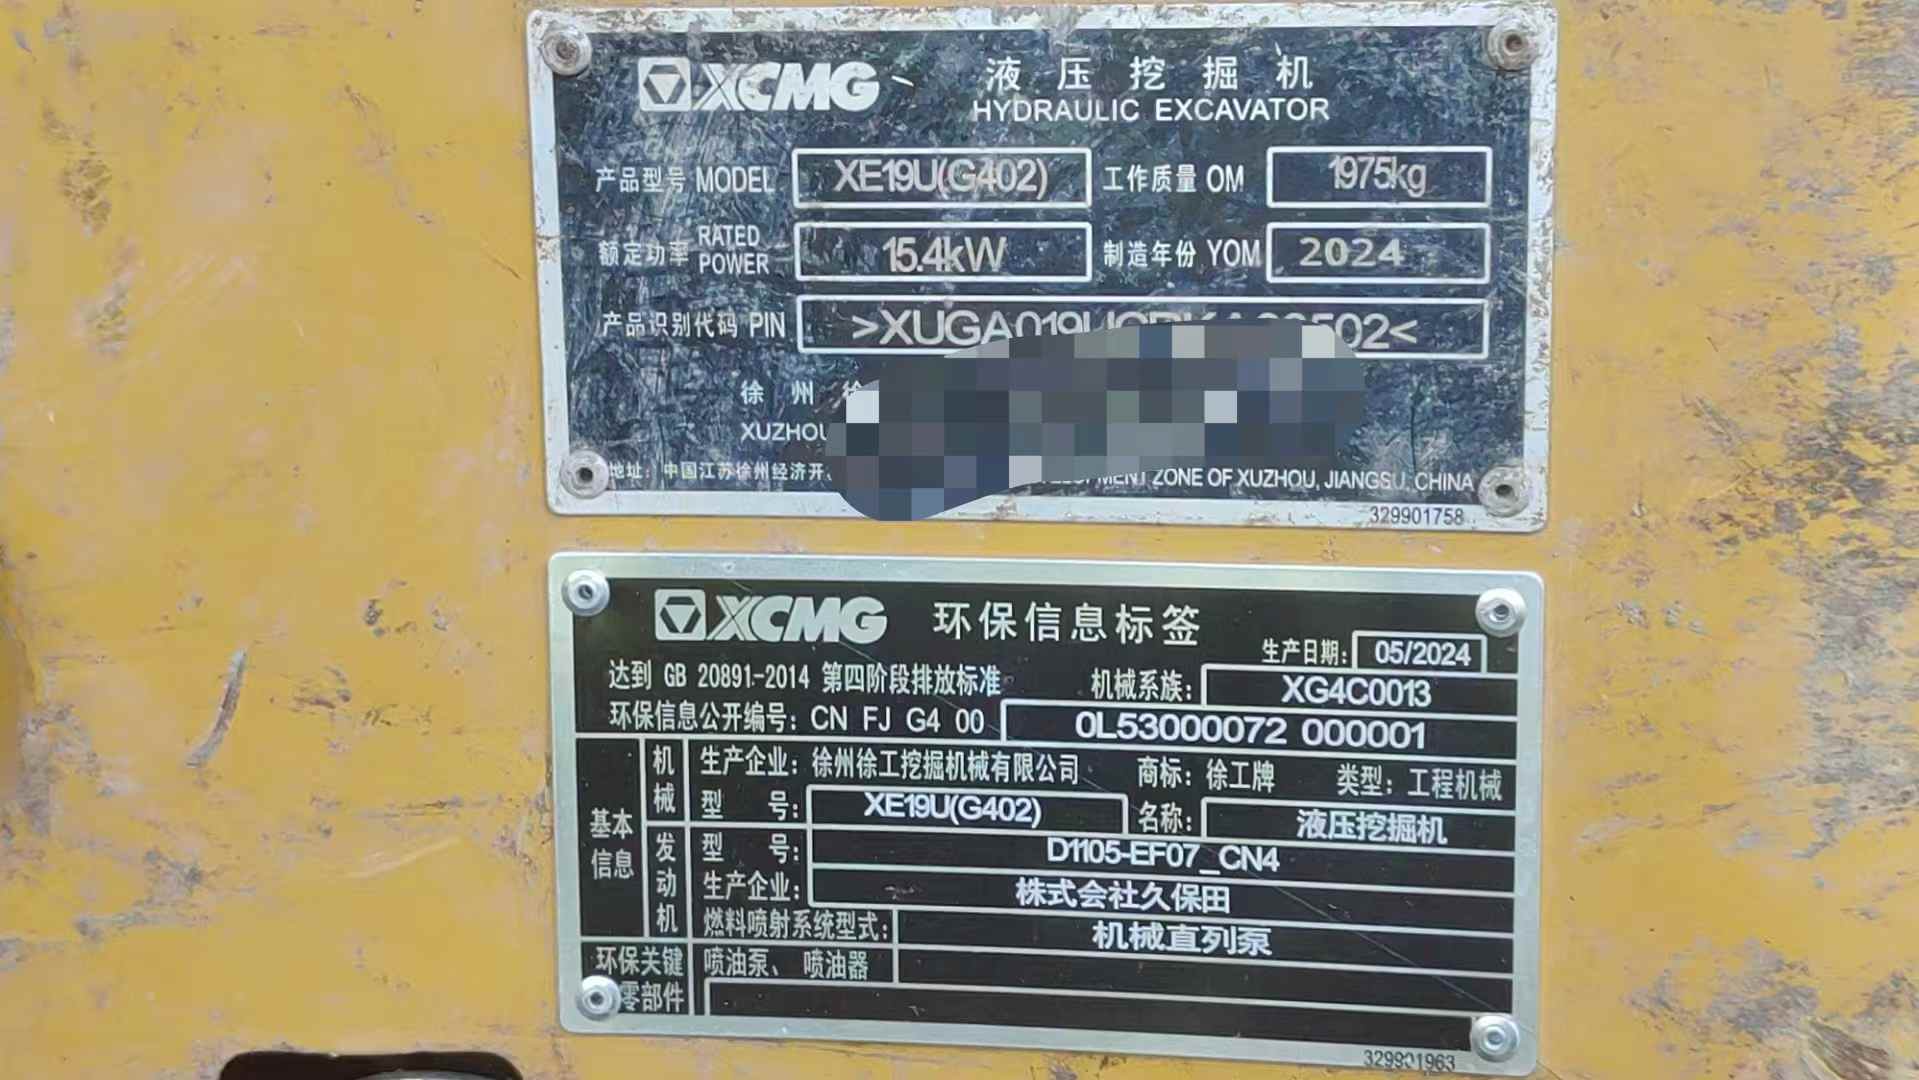 XCMG 液压挖掘机
HYDRAULIC EXCAVATOR
产品型号 MODEL XE19U(G402) 工作质量 OM 1975kg
额定功率 RATED POWER 15.4kW 制造年份 YOM 2024
产品识别代码 PIN >XUGA019U 502<
徐州徐
XUZHOU
地址：中国江苏徐州经济开 ZONE OF XUZHOU, JIANGSU, CHINA
329901758
XCMG 环保信息标签
生产日期： 05/2024
达到 GB 20891-2014 第四阶段排放标准 机械系族： XG4C0013
环保信息公开编号：CN FJ G4 00 0L53000072 000001
基本信息
机械
生产企业：徐州徐工挖掘机械有限公司 商标：徐工牌 类型：工程机械
型号： XE19U(G402) 名称： 液压挖掘机
发动机
型号： D1105-EF07_CN4
生产企业： 株式会社久保田
燃料喷射系统型式： 机械直列泵
环保关键零部件
喷油泵、喷油器
329901963